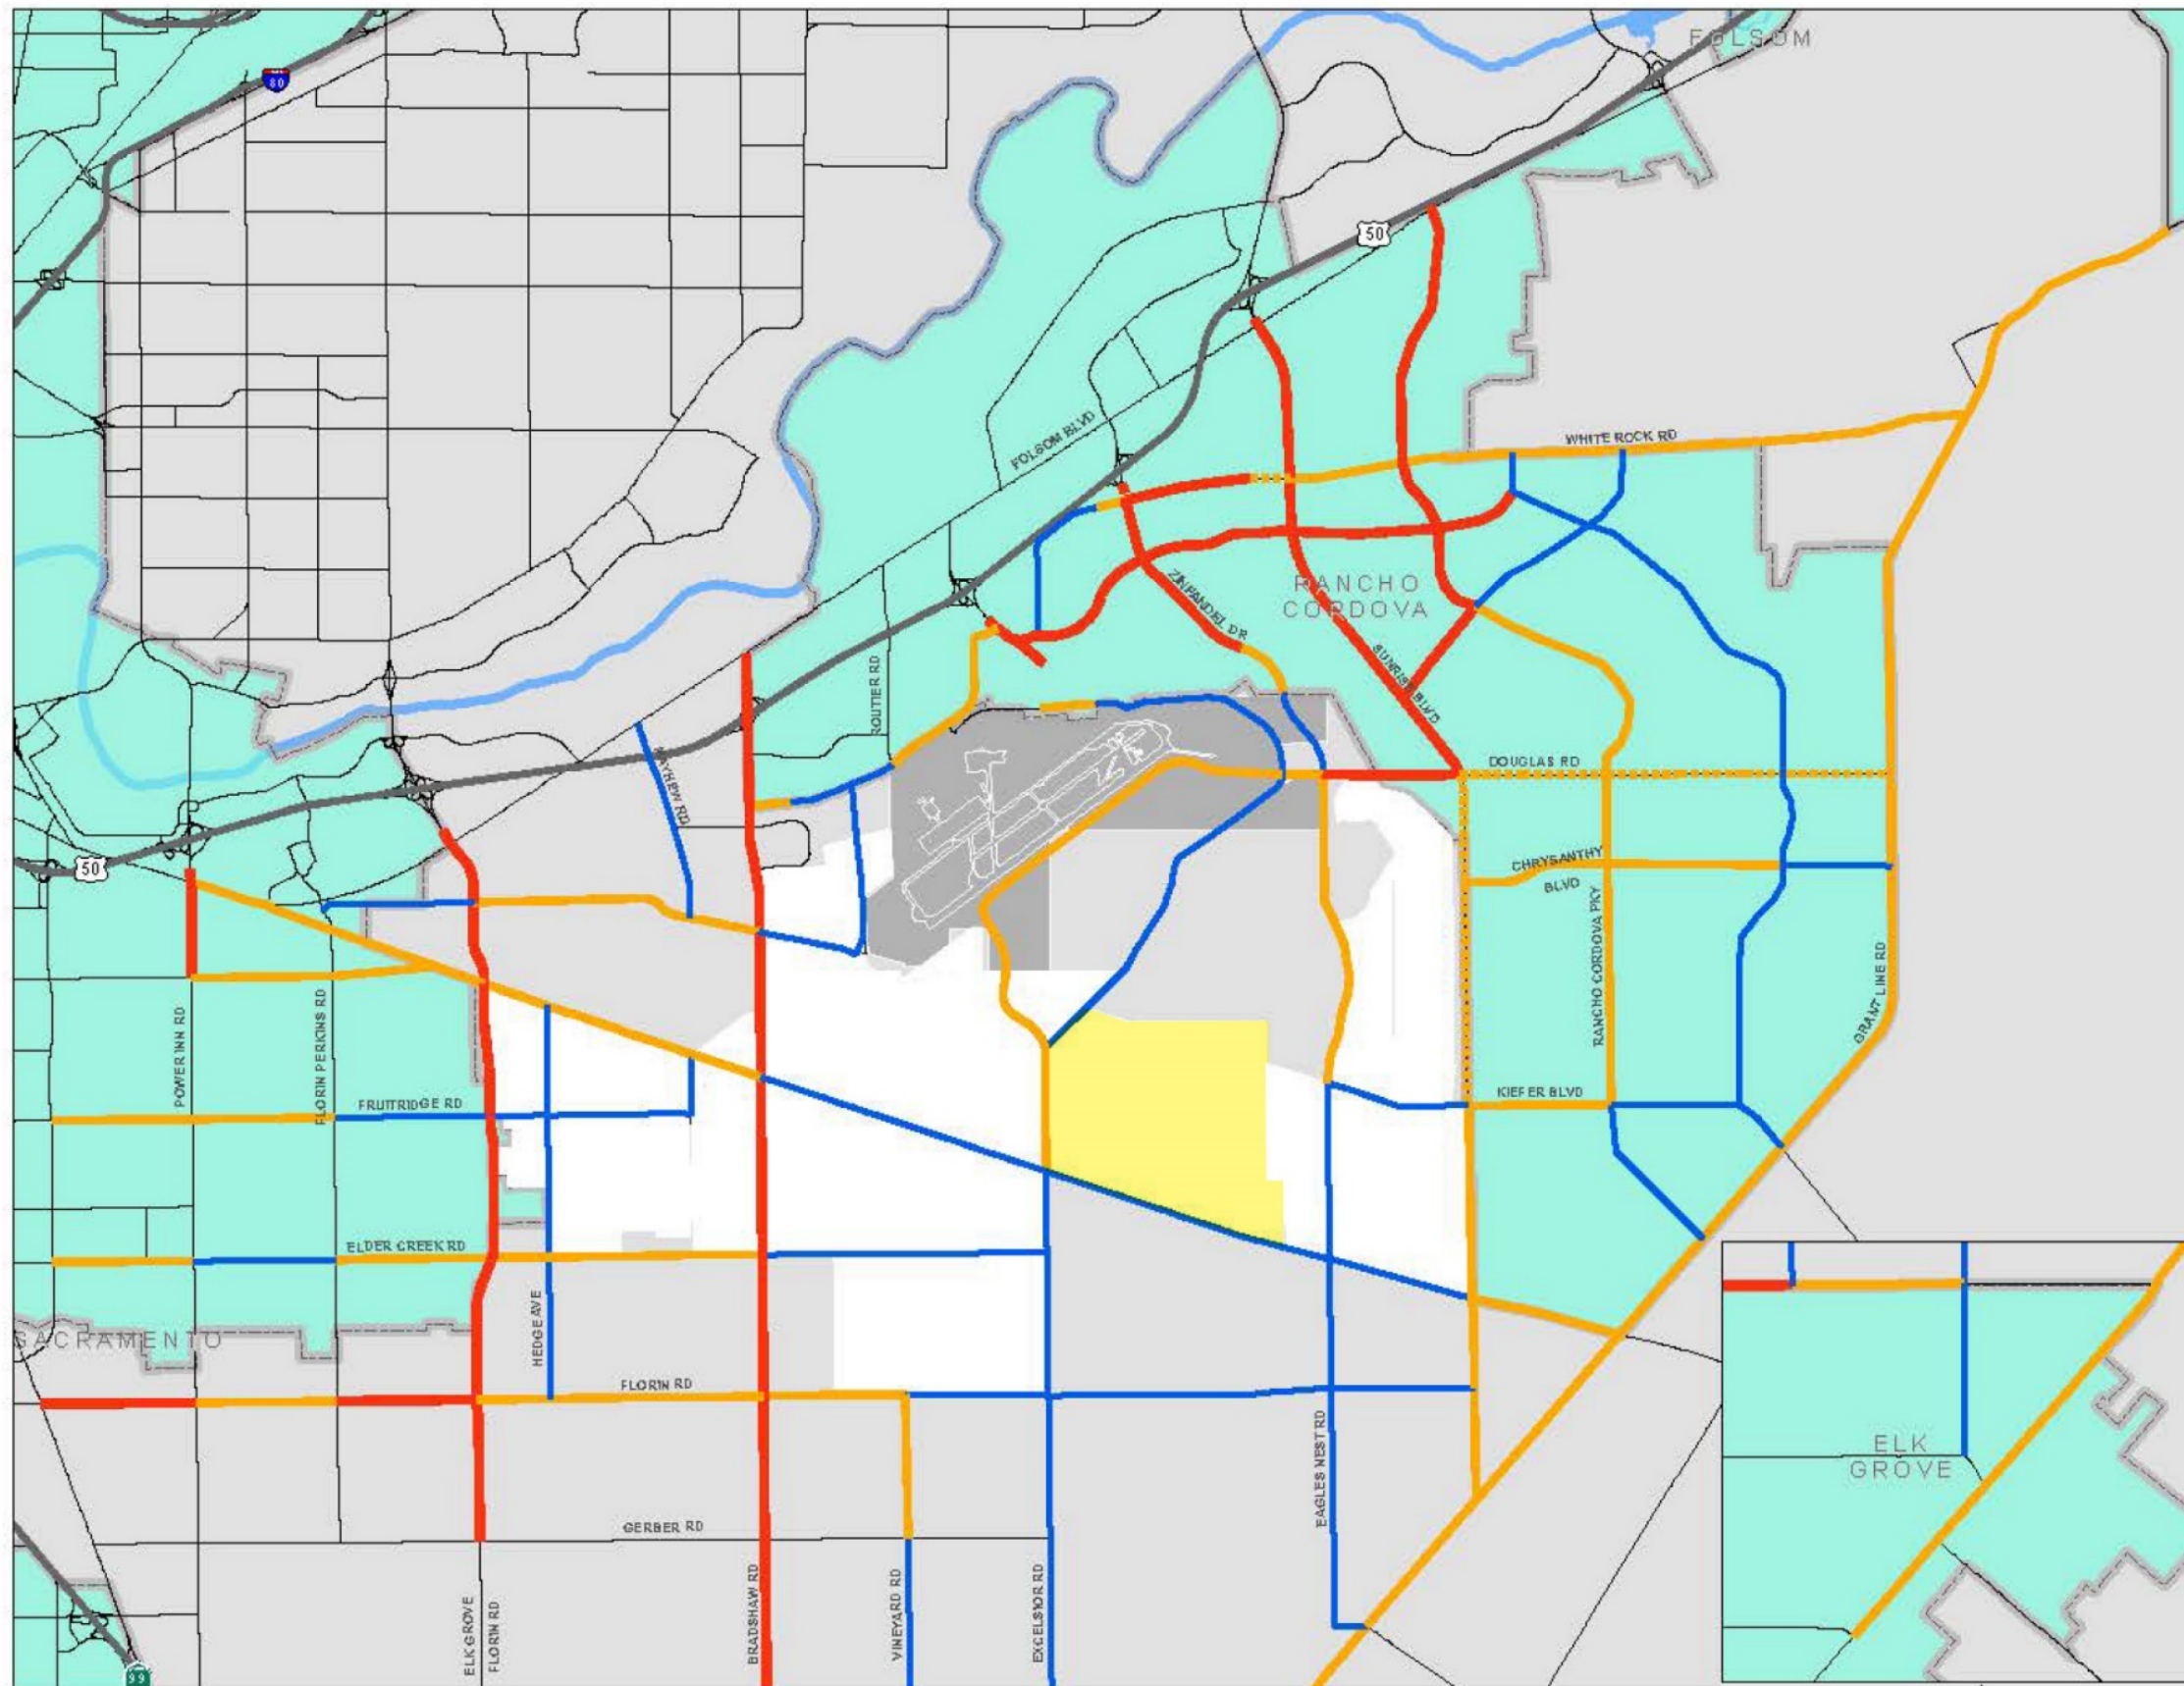 FOLSOM
80
50
FOLSOM BLVD
WHITE ROCK RD
ZINFANDEL DR
RANCHO
CORDOVA
SUNRISE BLVD
ROUTIER RD
MAYHEW RD
DOUGLAS RD
50
CHRYSANTHY
BLVD
RANCHO CORDOVA PKY
GRANT LINE RD
POWER INN RD
FLORIN PERKINS RD
FRUITRIDGE RD
KIEFER BLVD
ELDER CREEK RD
HEDGE AVE
SACRAMENTO
FLORIN RD
EAGLES NEST RD
ELK
GROVE
GERBER RD
ELK GROVE
FLORIN RD
BRADSHAW RD
VINEYARD RD
EXCELSIOR RD
99